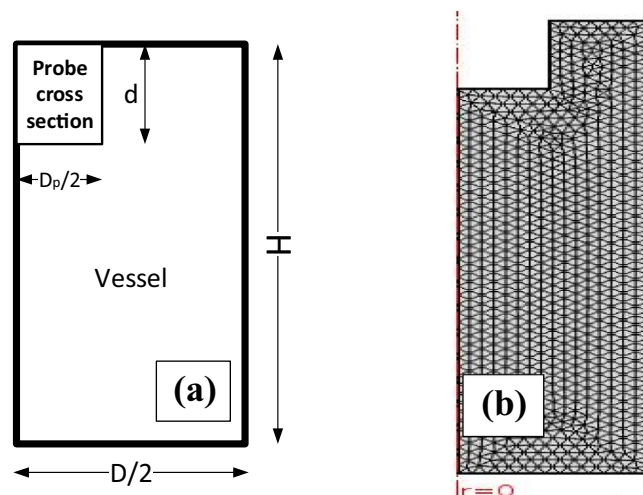 Probe
cross
section
d
Dₚ/2
H
Vessel
(a)
D/2
(b)
r=0